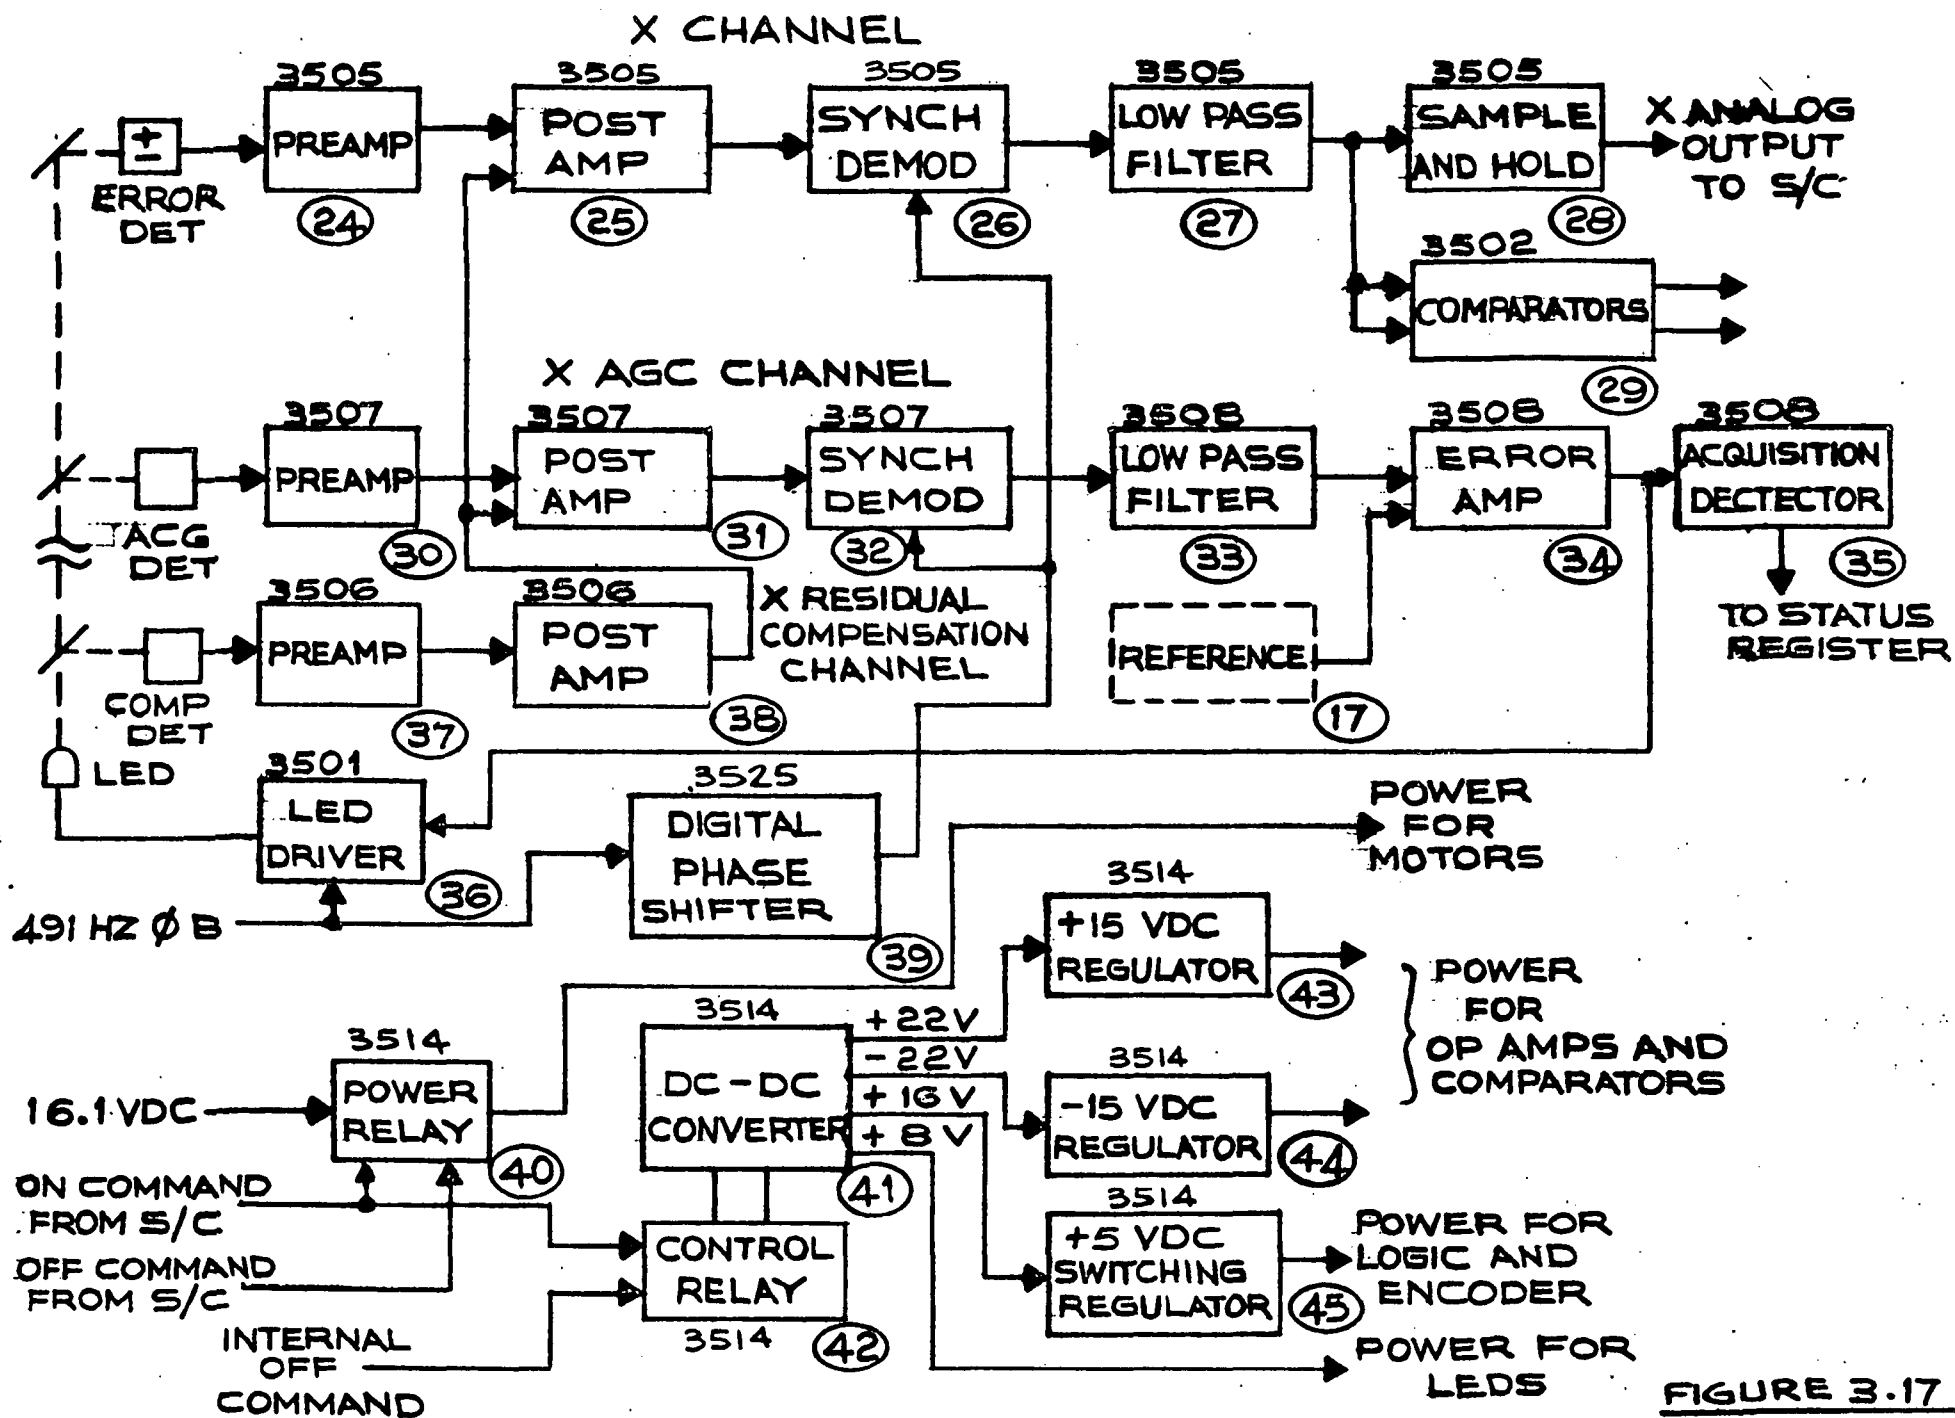 X CHANNEL
3505
PREAMP
24
3505
POST
AMP
25
3505
SYNCH
DEMOD
26
3505
LOW PASS
FILTER
27
3505
SAMPLE
AND HOLD
28
X ANALOG
OUTPUT
TO S/C
+
-
ERROR
DET
3502
COMPARATORS
29
X AGC CHANNEL
ACG
DET
3507
PREAMP
30
3507
POST
AMP
31
3507
SYNCH
DEMOD
32
3508
LOW PASS
FILTER
33
3508
ERROR
AMP
34
3508
ACQUISITION
DECTECTOR
35
TO STATUS
REGISTER
COMP
DET
3506
PREAMP
37
3506
POST
AMP
38
X RESIDUAL
COMPENSATION
CHANNEL
REFERENCE
17
LED
3501
LED
DRIVER
36
491 HZ Ø B
3525
DIGITAL
PHASE
SHIFTER
39
POWER
FOR
MOTORS
3514
+15 VDC
REGULATOR
43
POWER
FOR
OP AMPS AND
COMPARATORS
16.1 VDC
3514
POWER
RELAY
40
3514
DC-DC
CONVERTER
41
+22V
-22V
+16V
+8V
3514
-15 VDC
REGULATOR
44
ON COMMAND
FROM S/C
OFF COMMAND
FROM S/C
INTERNAL
OFF
COMMAND
CONTROL
RELAY
3514
42
3514
+5 VDC
SWITCHING
REGULATOR
45
POWER FOR
LOGIC AND
ENCODER
POWER FOR
LEDS
FIGURE 3.17